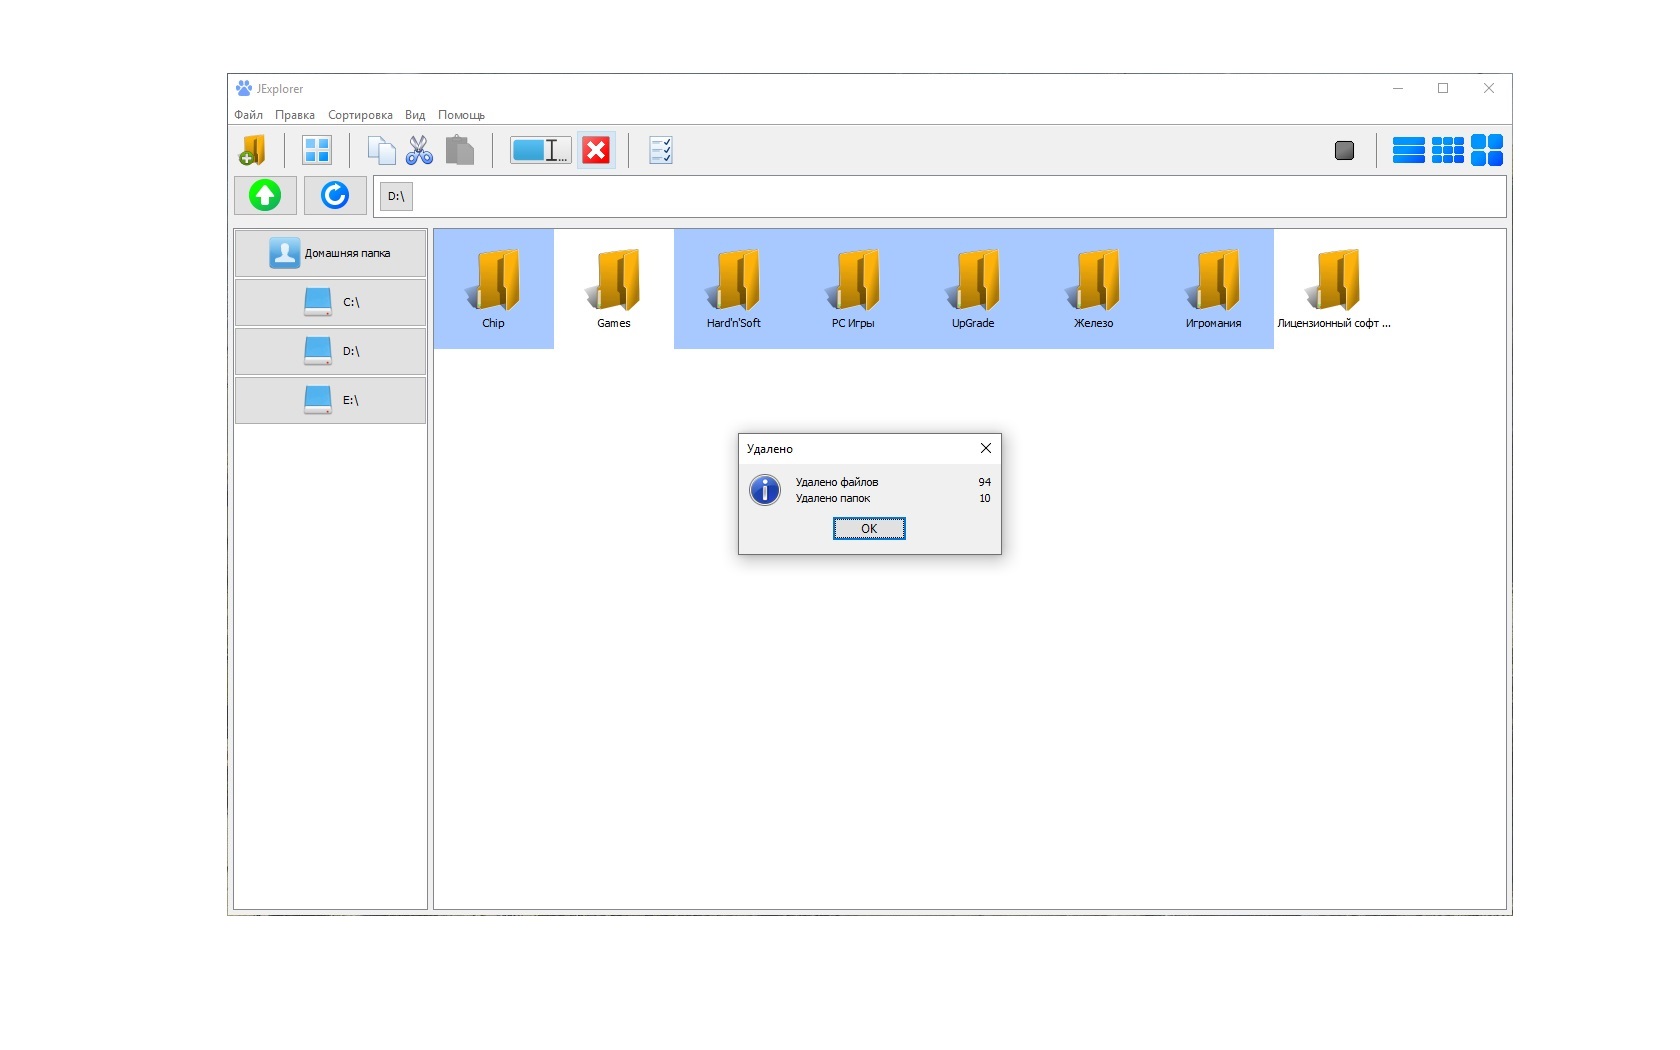 JExplorer
Файл Правка Сортировка Вид Помощь
D:\
Домашняя папка
C:\
D:\
E:\
Chip Games Hard'n'Soft PC Игры UpGrade Железо Игромания Лицензионный софт ...
Удалено
Удалено файлов 94
Удалено папок 10
OK